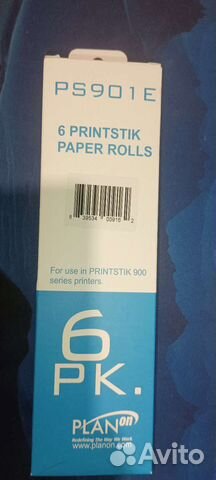 PS901E
6 PRINTSTIK
PAPER ROLLS
For use in PRINTSTIK 900
series printers
6
PK.
PLANon
Redefining The Way We Work
www.planon.com
Avito